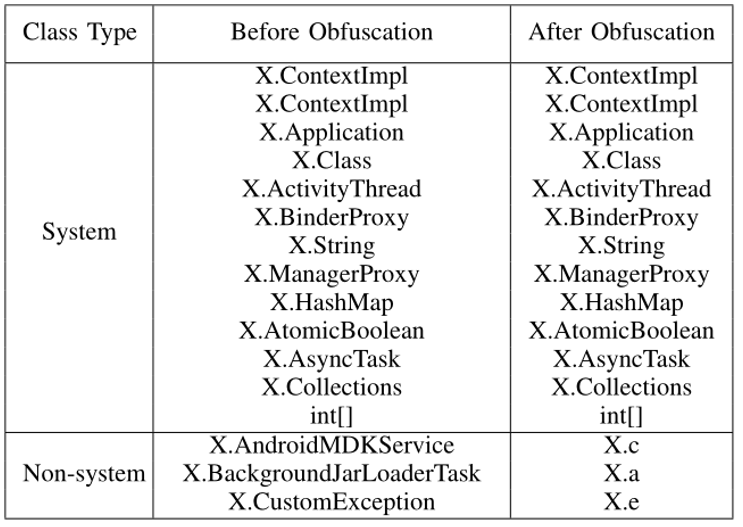 Class Type Before Obfuscation After Obfuscation
X.ContextImpl X.ContextImpl
X.ContextImpl X.ContextImpl
X.Application X.Application
X.Class X.Class
X.ActivityThread X.ActivityThread
X.BinderProxy X.BinderProxy
System X.String X.String
X.ManagerProxy X.ManagerProxy
X.HashMap X.HashMap
X.AtomicBoolean X.AtomicBoolean
X.AsyncTask X.AsyncTask
X.Collections X.Collections
int[] int[]
X.AndroidMDKService X.c
Non-system X.BackgroundJarLoaderTask X.a
X.CustomException X.e